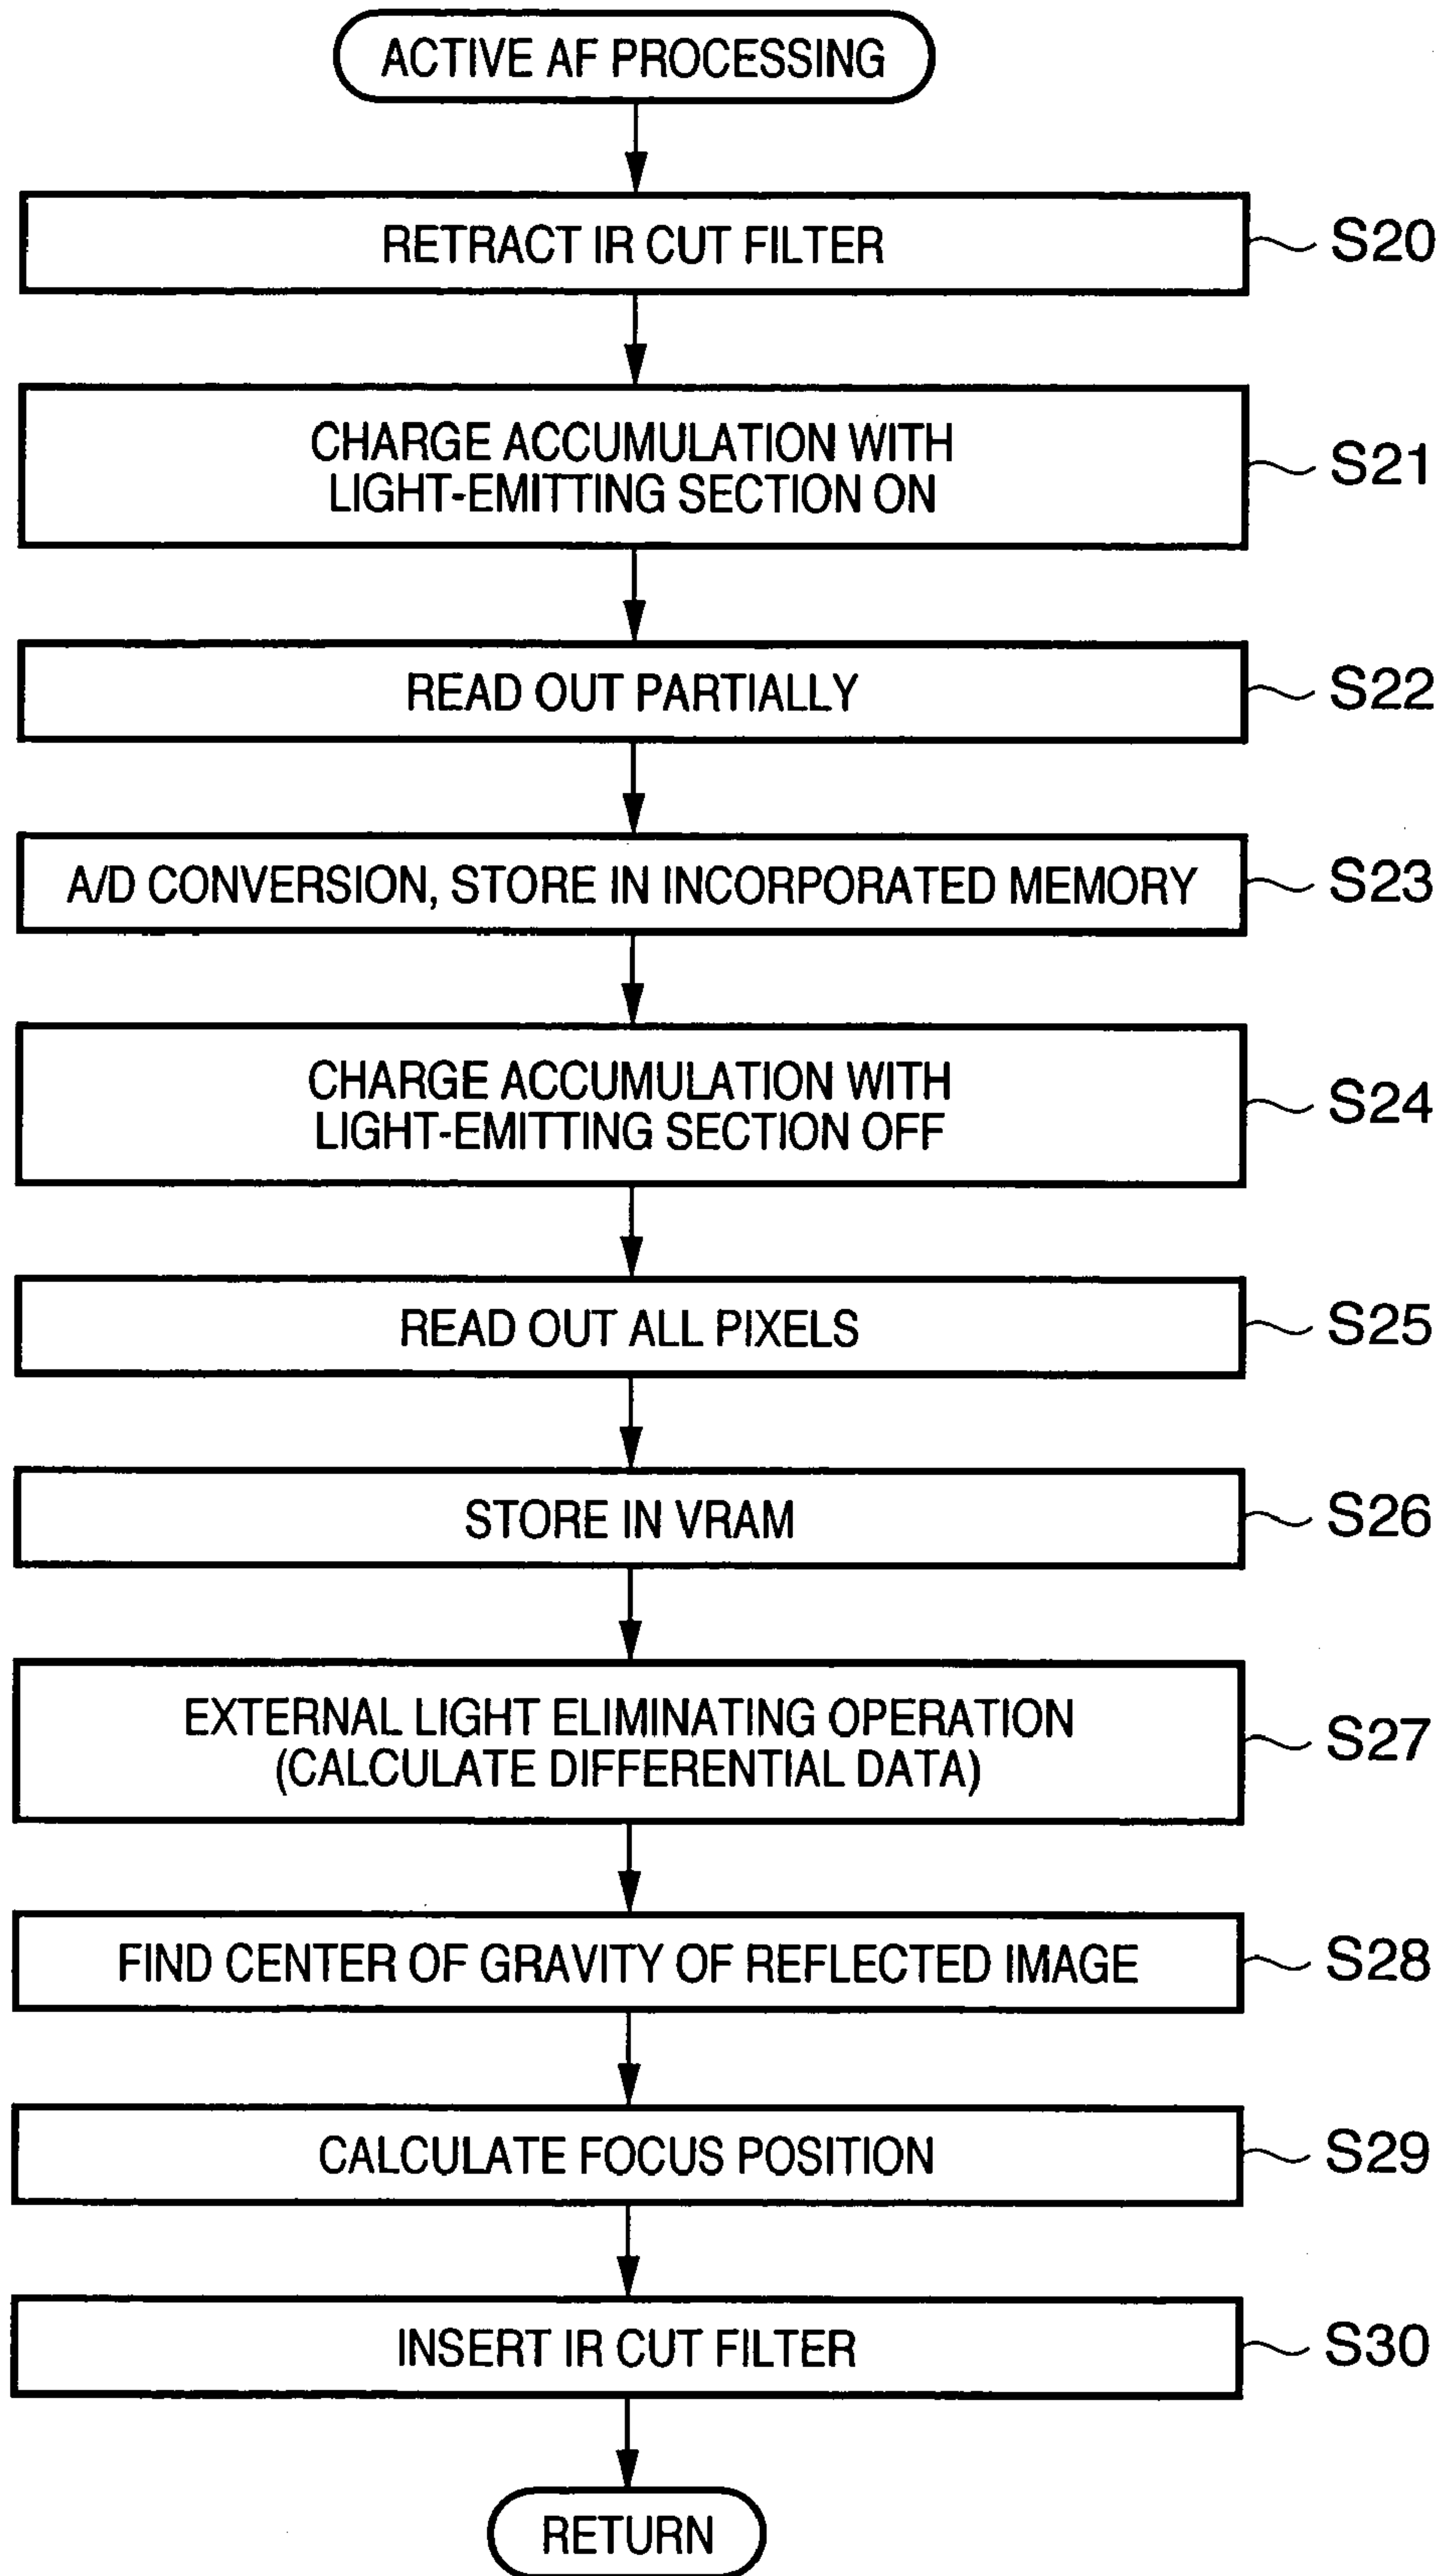 ACTIVE AF PROCESSING
RETRACT IR CUT FILTER
S20
CHARGE ACCUMULATION WITH
LIGHT-EMITTING SECTION ON
S21
READ OUT PARTIALLY
S22
A/D CONVERSION, STORE IN INCORPORATED MEMORY
S23
CHARGE ACCUMULATION WITH
LIGHT-EMITTING SECTION OFF
S24
READ OUT ALL PIXELS
S25
STORE IN VRAM
S26
EXTERNAL LIGHT ELIMINATING OPERATION
(CALCULATE DIFFERENTIAL DATA)
S27
FIND CENTER OF GRAVITY OF REFLECTED IMAGE
S28
CALCULATE FOCUS POSITION
S29
INSERT IR CUT FILTER
S30
RETURN